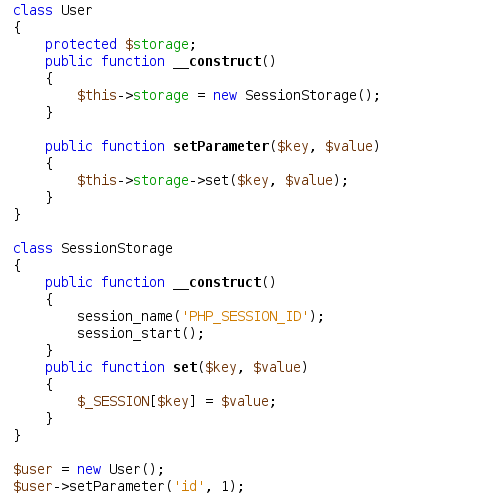 class User
{
    protected $storage;
    public function __construct()
    {
        $this->storage = new SessionStorage();
    }

    public function setParameter($key, $value)
    {
        $this->storage->set($key, $value);
    }
}

class SessionStorage
{
    public function __construct()
    {
        session_name('PHP_SESSION_ID');
        session_start();
    }
    public function set($key, $value)
    {
        $_SESSION[$key] = $value;
    }
}

$user = new User();
$user->setParameter('id', 1);